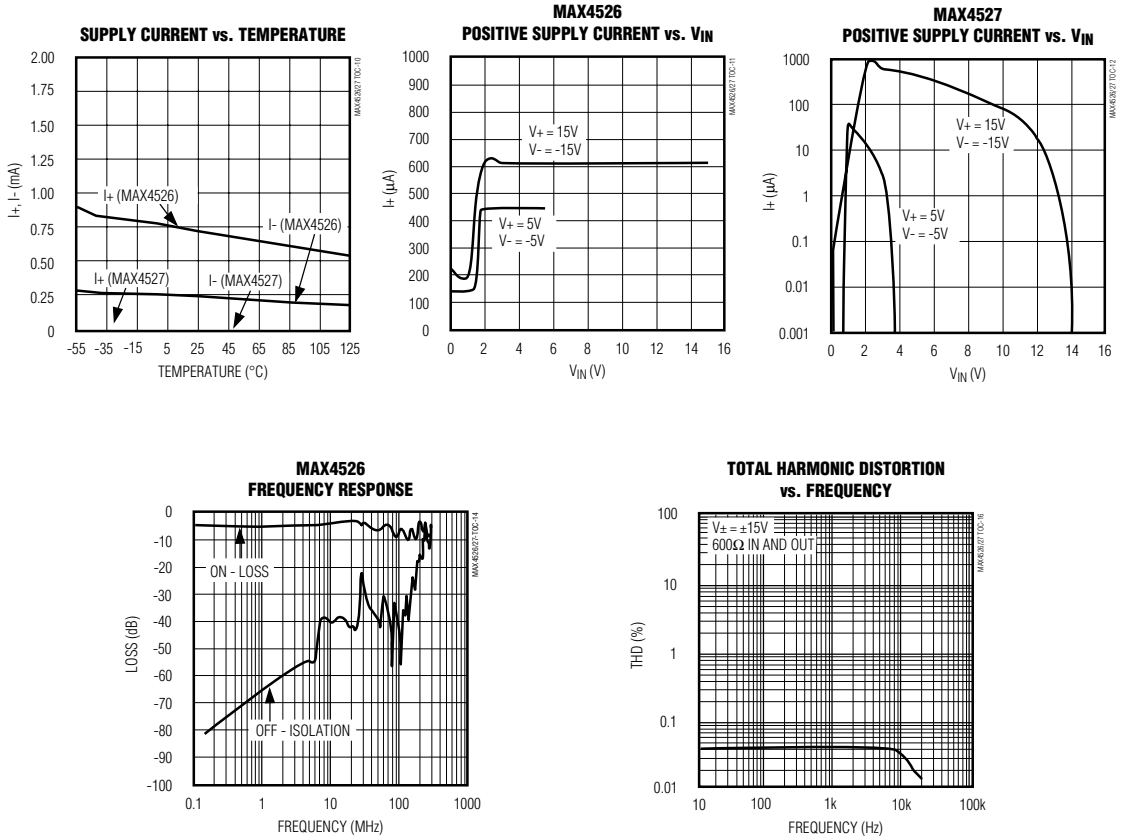 SUPPLY CURRENT vs. TEMPERATURE
MAX4526/27 TOC-10
2.00
1.75
1.50
1.25
1.00
0.75
0.50
0.25
0
I+, I- (mA)
I+ (MAX4526)
I- (MAX4526)
I+ (MAX4527)
I- (MAX4527)
-55 -35 -15 5 25 45 65 85 105 125
TEMPERATURE (°C)
MAX4526
POSITIVE SUPPLY CURRENT vs. VIN
MAX4526/27 TOC-11
1000
900
800
700
600
500
400
300
200
100
0
I+ (µA)
V+ = 15V
V- = -15V
V+ = 5V
V- = -5V
0 2 4 6 8 10 12 14 16
VIN (V)
MAX4527
POSITIVE SUPPLY CURRENT vs. VIN
MAX4526/27 TOC-12
1000
100
10
1
0.1
0.01
0.001
I+ (µA)
V+ = 15V
V- = -15V
V+ = 5V
V- = -5V
0 2 4 6 8 10 12 14 16
VIN (V)
MAX4526
FREQUENCY RESPONSE
MAX4526/27-TOC-14
0
-10
-20
-30
-40
-50
-60
-70
-80
-90
-100
LOSS (dB)
ON - LOSS
OFF - ISOLATION
0.1 1 10 100 1000
FREQUENCY (MHz)
TOTAL HARMONIC DISTORTION
vs. FREQUENCY
MAX4526/27 TOC-16
100
10
1
0.1
0.01
THD (%)
V± = ±15V
600Ω IN AND OUT
10 100 1k 10k 100k
FREQUENCY (Hz)